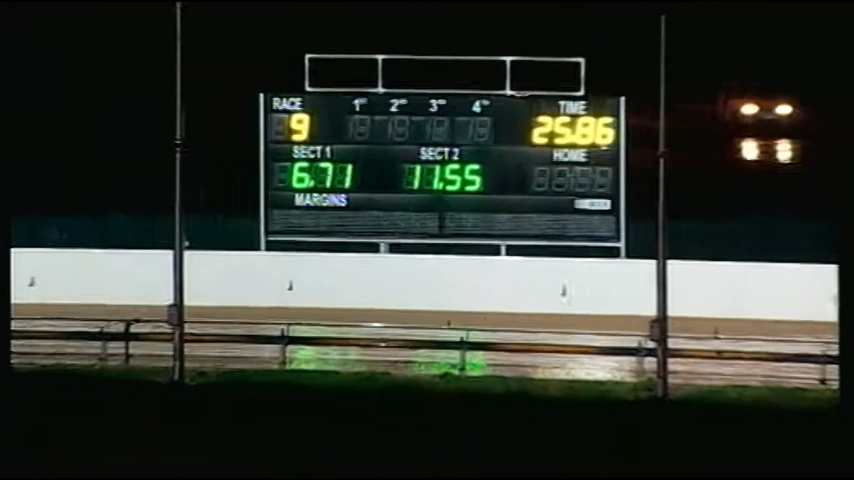 RACE 1ST 2ND 3RD 4TH TIME
9 25.86
SECT 1 SECT 2 HOME
6.71 11.55
MARGINS